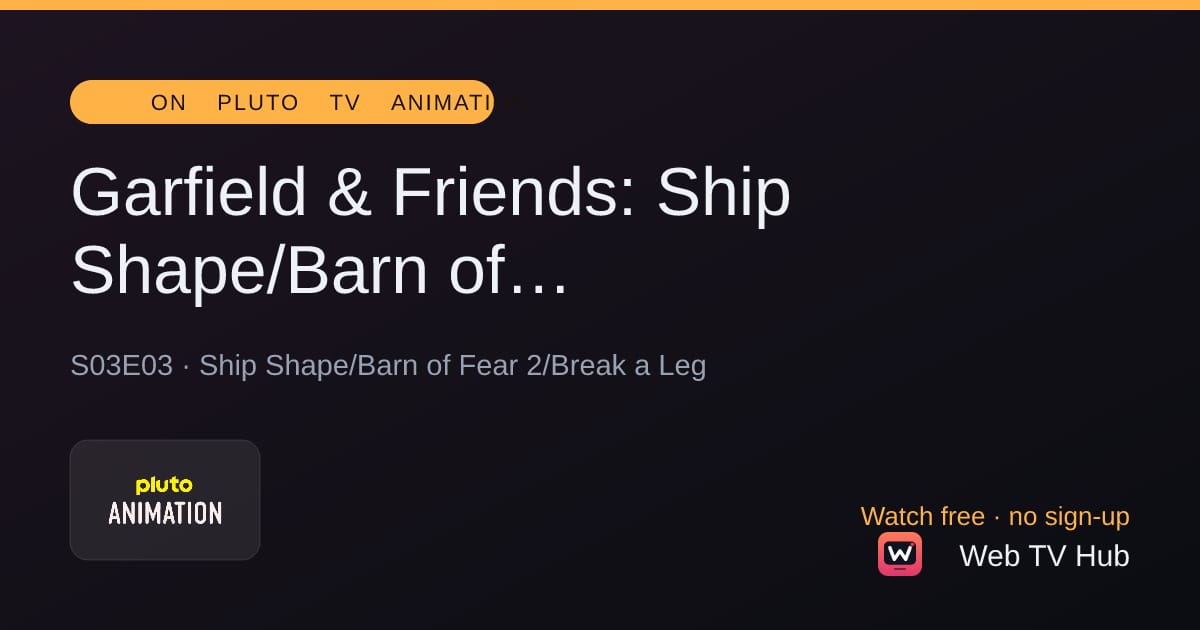 ON PLUTO TV ANIMATI
Garfield & Friends: Ship
Shape/Barn of…
S03E03 · Ship Shape/Barn of Fear 2/Break a Leg
pluto
ANIMATION
Watch free · no sign-up
W
Web TV Hub